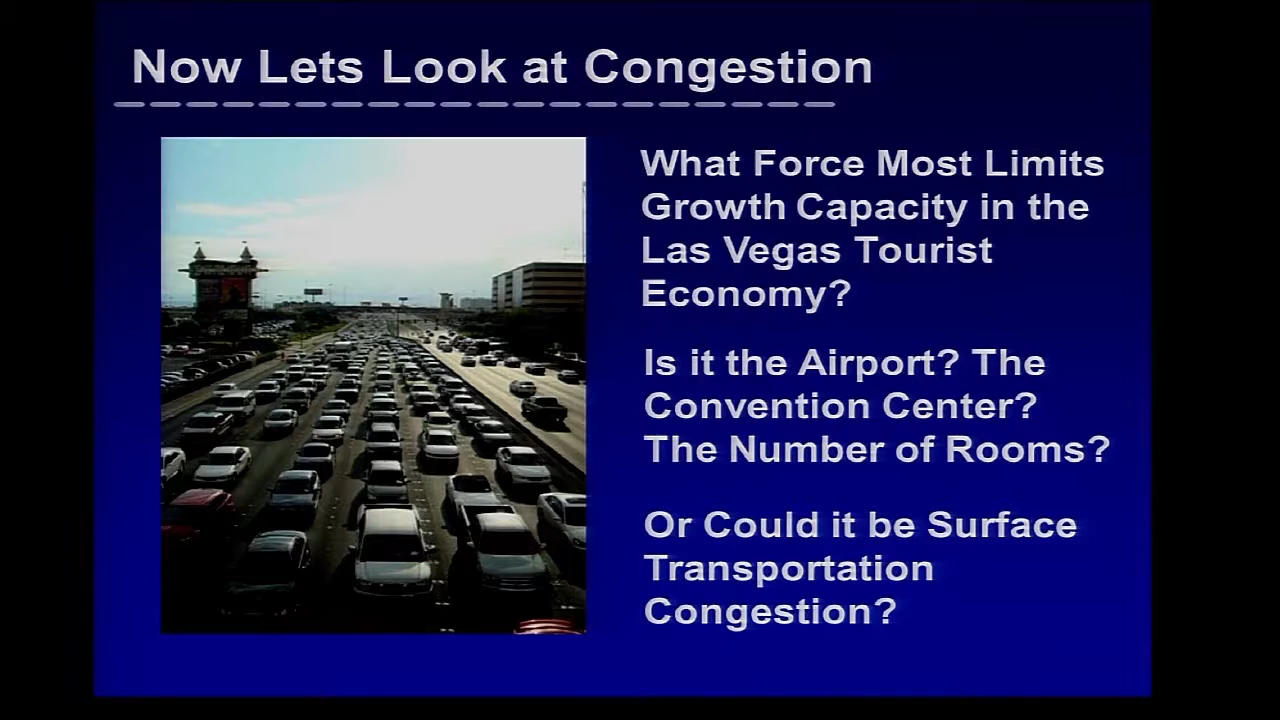 Now Lets Look at Congestion
What Force Most Limits
Growth Capacity in the
Las Vegas Tourist
Economy?
Is it the Airport? The
Convention Center?
The Number of Rooms?
Or Could it be Surface
Transportation
Congestion?